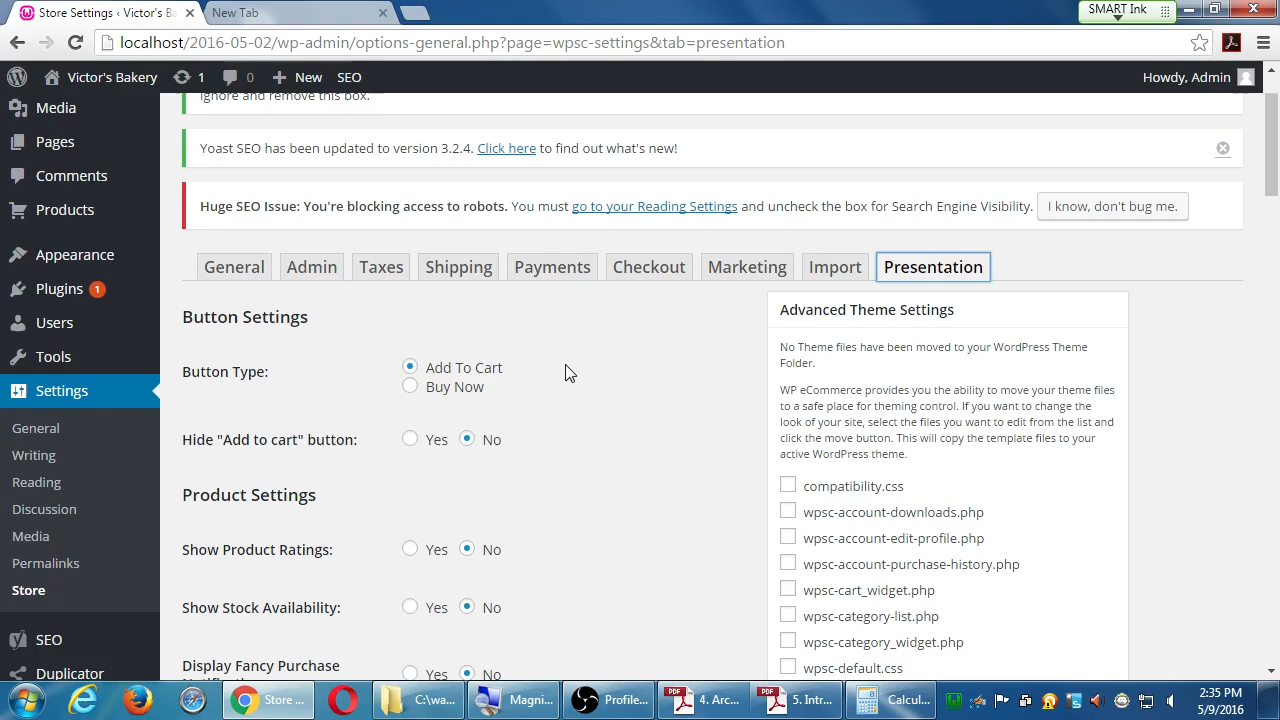 Store Settings ‹ Victor's Ba
New Tab
SMART Ink
localhost/2016-05-02/wp-admin/options-general.php?page=wpsc-settings&tab=presentation
Victor's Bakery
1
0
New
SEO
Howdy, Admin
Media
Pages
Comments
Products
Appearance
Plugins 1
Users
Tools
Settings
General
Writing
Reading
Discussion
Media
Permalinks
Store
SEO
Duplicator
ignore and remove this box.
Yoast SEO has been updated to version 3.2.4. Click here to find out what's new!
Huge SEO Issue: You're blocking access to robots. You must go to your Reading Settings and uncheck the box for Search Engine Visibility. I know, don't bug me.
General Admin Taxes Shipping Payments Checkout Marketing Import Presentation
Button Settings
Button Type:
Add To Cart
Buy Now
Hide "Add to cart" button:
Yes No
Product Settings
Show Product Ratings:
Yes No
Show Stock Availability:
Yes No
Display Fancy Purchase
Yes No
Advanced Theme Settings
No Theme files have been moved to your WordPress Theme
Folder.
WP eCommerce provides you the ability to move your theme files
to a safe place for theming control. If you want to change the
look of your site, select the files you want to edit from the list and
click the move button. This will copy the template files to your
active WordPress theme.
compatibility.css
wpsc-account-downloads.php
wpsc-account-edit-profile.php
wpsc-account-purchase-history.php
wpsc-cart_widget.php
wpsc-category-list.php
wpsc-category_widget.php
wpsc-default.css
Store ...
C:\wa...
Magni...
Profile...
PDF
4. Arc...
PDF
5. Intr...
Calcul...
2:35 PM
5/9/2016